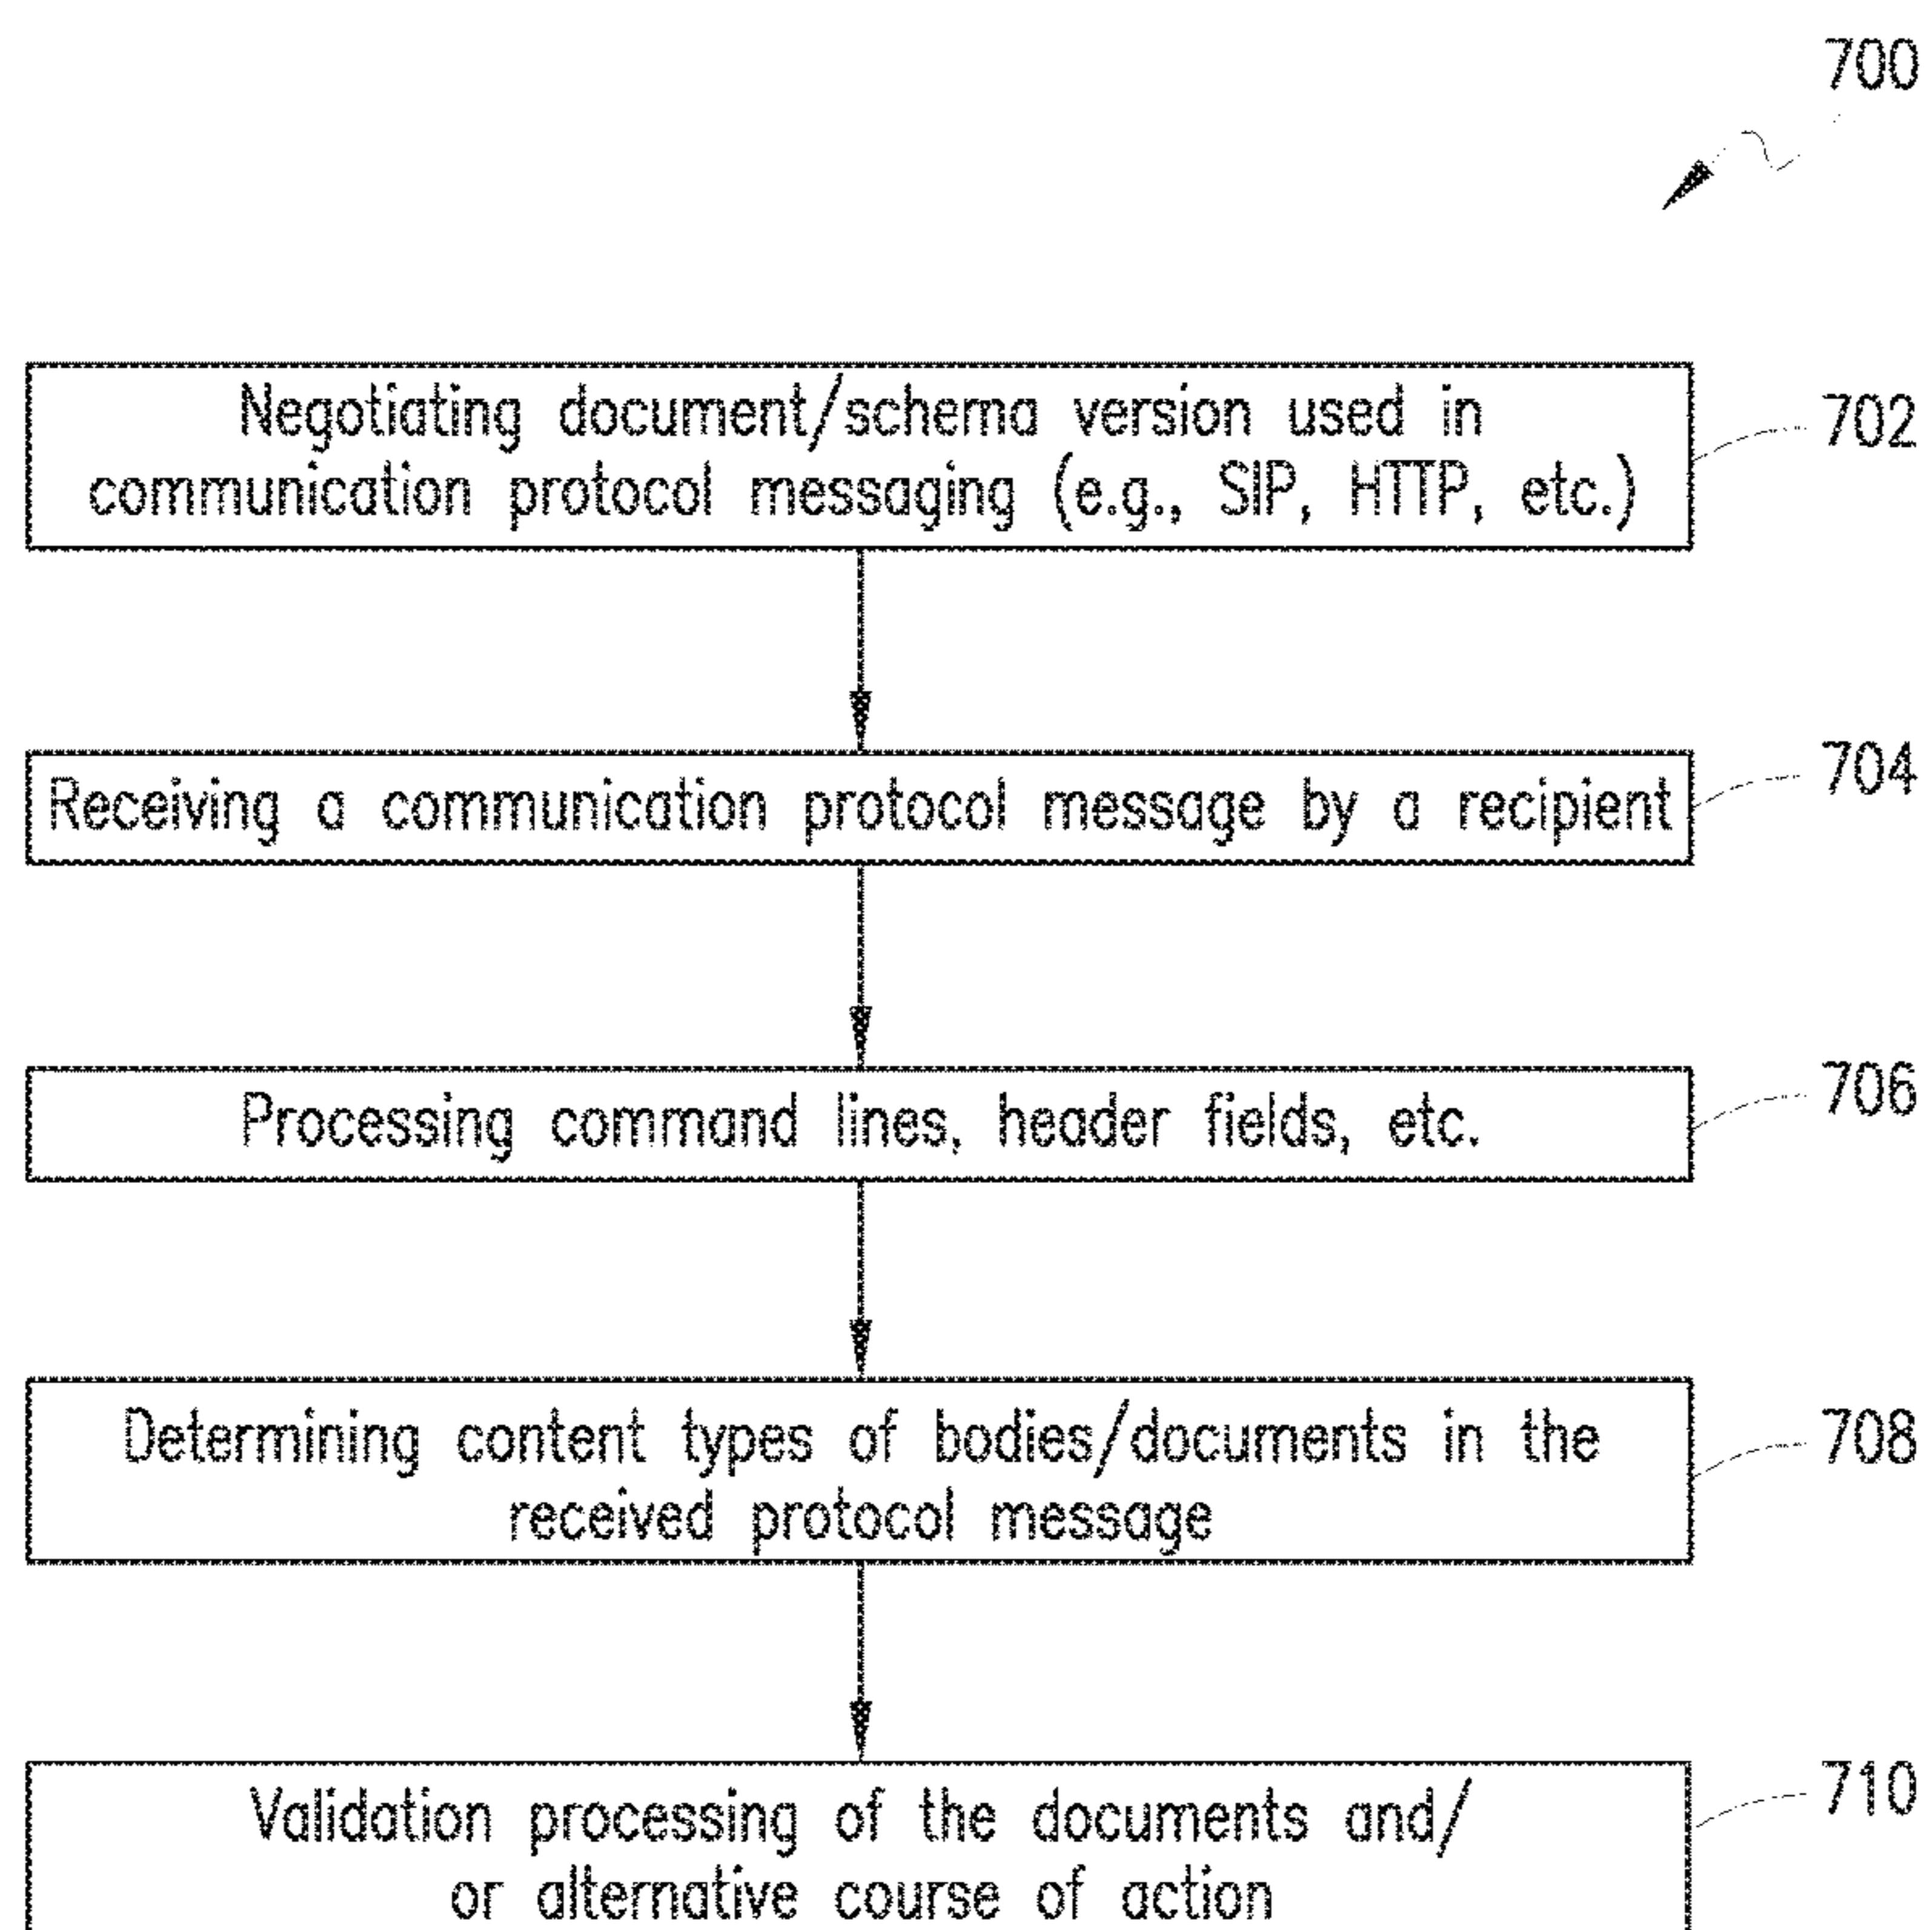 700
Negotiating document/schema version used in
communication protocol messaging (e.g., SIP, HTTP, etc.)
702
Receiving a communication protocol message by a recipient
704
Processing command lines, header fields, etc.
706
Determining content types of bodies/documents in the
received protocol message
708
Validation processing of the documents and/
or alternative course of action
710